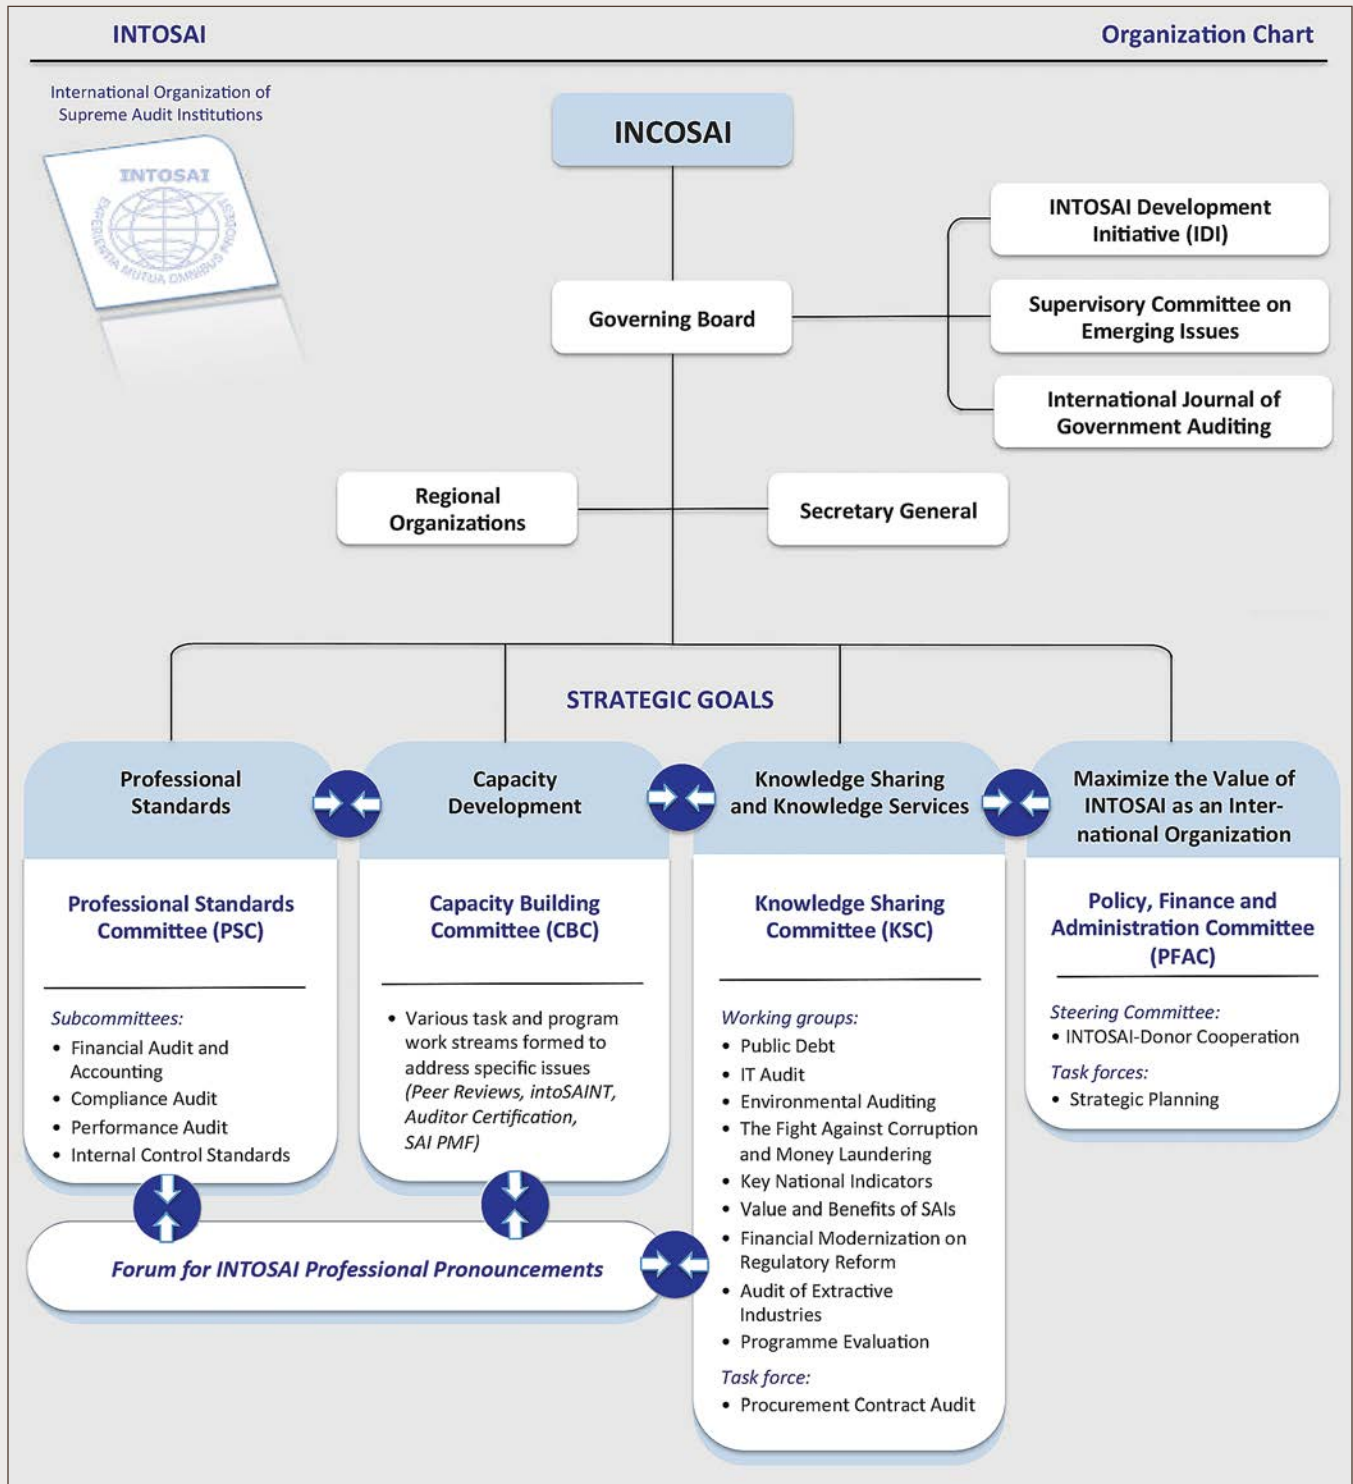 INTOSAI
Organization Chart
International Organization of
Supreme Audit Institutions
INTOSAI
EXPERIENTIA MUTUA OMNIBUS PRODEST
INCOSAI
INTOSAI Development
Initiative (IDI)
Governing Board
Supervisory Committee on
Emerging Issues
International Journal of
Government Auditing
Regional
Organizations
Secretary General
STRATEGIC GOALS
Professional
Standards
Capacity
Development
Knowledge Sharing
and Knowledge Services
Maximize the Value of
INTOSAI as an Inter-
national Organization
Professional Standards
Committee (PSC)
Subcommittees:
• Financial Audit and
Accounting
• Compliance Audit
• Performance Audit
• Internal Control Standards
Capacity Building
Committee (CBC)
• Various task and program
work streams formed to
address specific issues
(Peer Reviews, intoSAINT,
Auditor Certification,
SAI PMF)
Forum for INTOSAI Professional Pronouncements
Knowledge Sharing
Committee (KSC)
Working groups:
• Public Debt
• IT Audit
• Environmental Auditing
• The Fight Against Corruption
and Money Laundering
• Key National Indicators
• Value and Benefits of SAIs
• Financial Modernization on
Regulatory Reform
• Audit of Extractive
Industries
• Programme Evaluation
Task force:
• Procurement Contract Audit
Policy, Finance and
Administration Committee
(PFAC)
Steering Committee:
• INTOSAI-Donor Cooperation
Task forces:
• Strategic Planning